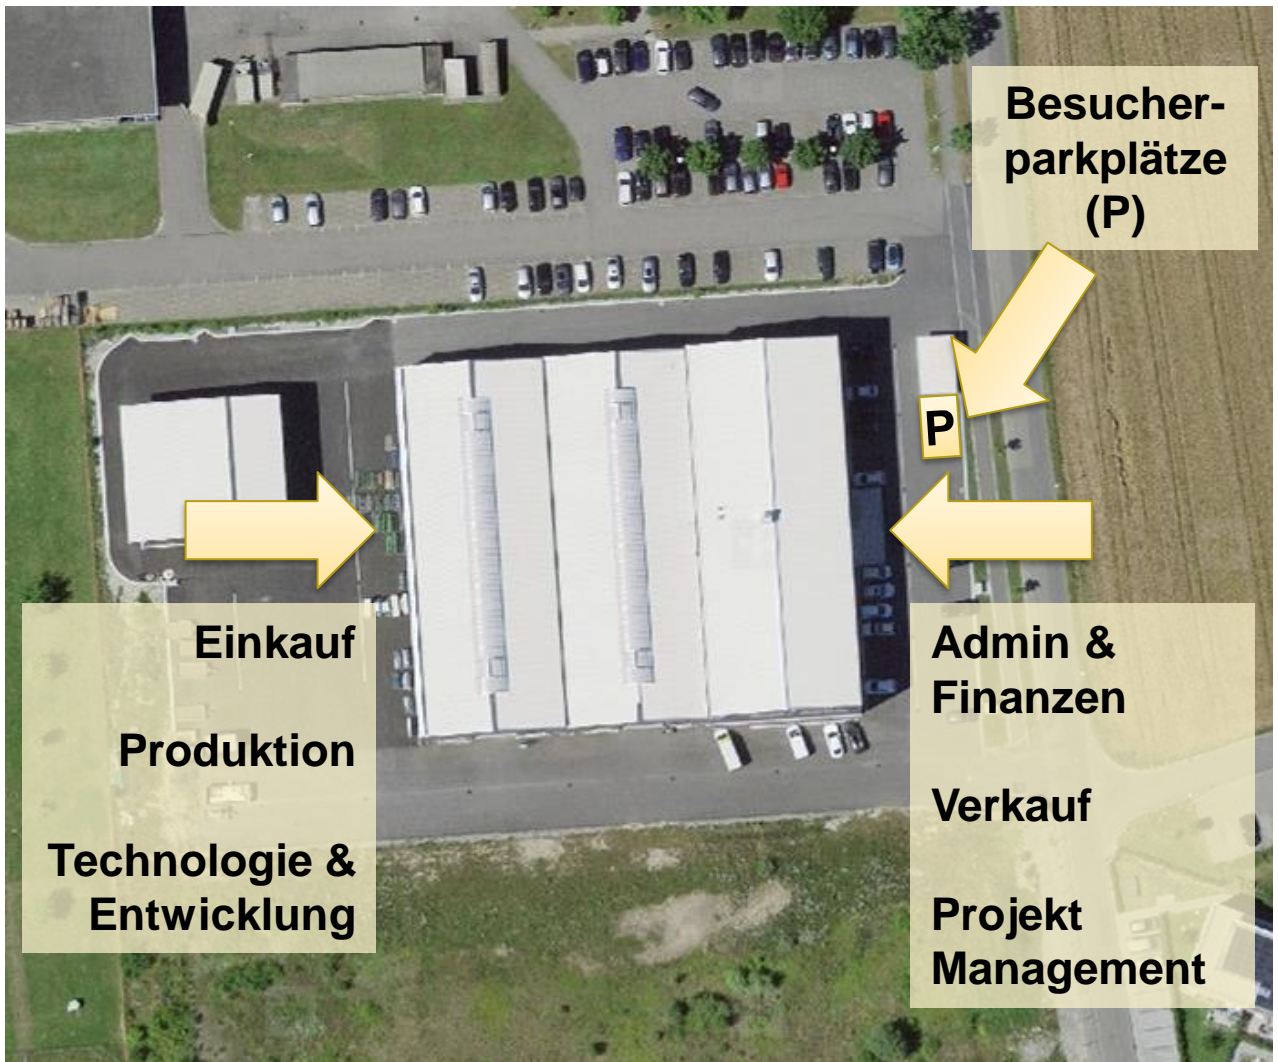 Besucher-
parkplätze
(P)
P
Einkauf
Produktion
Technologie &
Entwicklung
Admin &
Finanzen
Verkauf
Projekt
Management